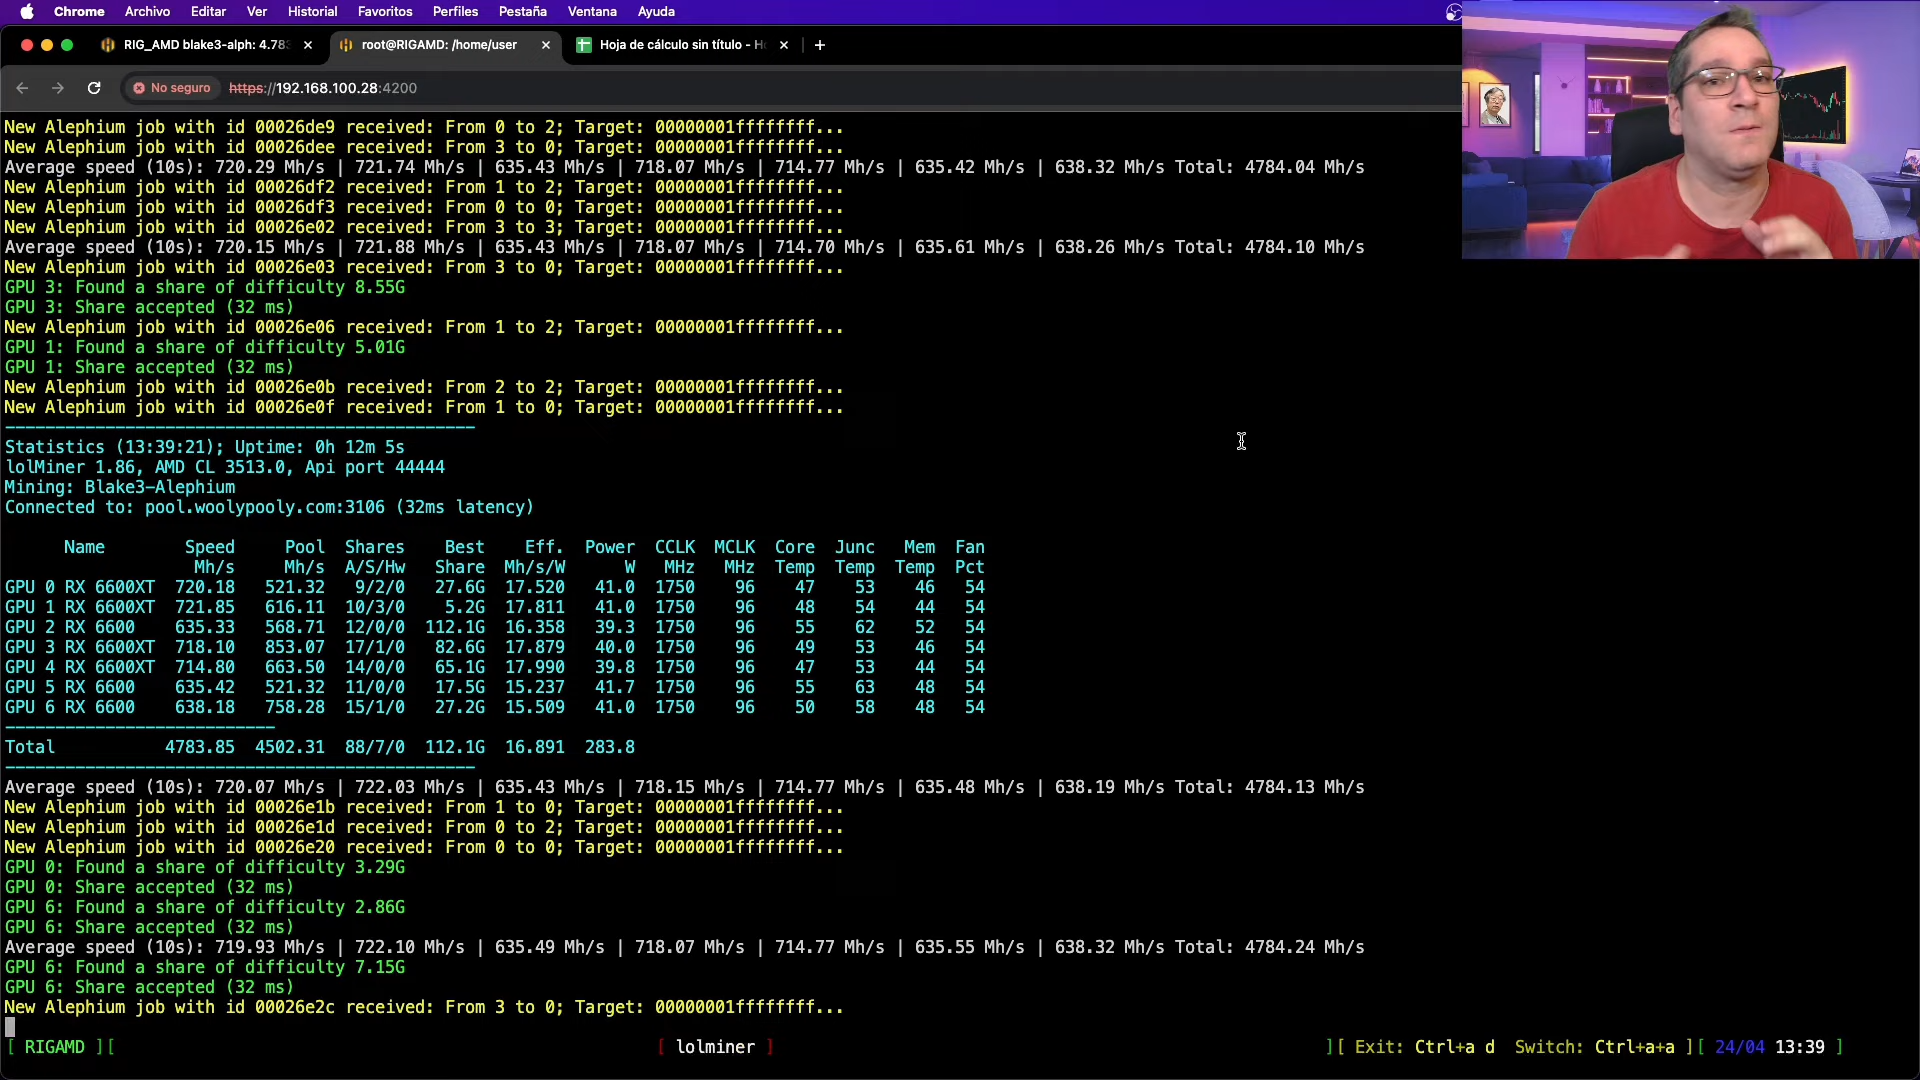 Chrome Archivo Editar Ver Historial Favoritos Perfiles Pestaña Ventana Ayuda
RIG_AMD blake3-alph: 4.783 root@RIGAMD: /home/user Hoja de cálculo sin título - Ho
No seguro https://192.168.100.28:4200
New Alephium job with id 00026de9 received: From 0 to 2; Target: 00000001ffffffff...
New Alephium job with id 00026dee received: From 3 to 0; Target: 00000001ffffffff...
Average speed (10s): 720.29 Mh/s | 721.74 Mh/s | 635.43 Mh/s | 718.07 Mh/s | 714.77 Mh/s | 635.42 Mh/s | 638.32 Mh/s Total: 4784.04 Mh/s
New Alephium job with id 00026df2 received: From 1 to 2; Target: 00000001ffffffff...
New Alephium job with id 00026df3 received: From 0 to 0; Target: 00000001ffffffff...
New Alephium job with id 00026e02 received: From 3 to 3; Target: 00000001ffffffff...
Average speed (10s): 720.15 Mh/s | 721.88 Mh/s | 635.43 Mh/s | 718.07 Mh/s | 714.70 Mh/s | 635.61 Mh/s | 638.26 Mh/s Total: 4784.10 Mh/s
New Alephium job with id 00026e03 received: From 3 to 0; Target: 00000001ffffffff...
GPU 3: Found a share of difficulty 8.55G
GPU 3: Share accepted (32 ms)
New Alephium job with id 00026e06 received: From 1 to 2; Target: 00000001ffffffff...
GPU 1: Found a share of difficulty 5.01G
GPU 1: Share accepted (32 ms)
New Alephium job with id 00026e0b received: From 2 to 2; Target: 00000001ffffffff...
New Alephium job with id 00026e0f received: From 1 to 0; Target: 00000001ffffffff...
-----------------------------------------------
Statistics (13:39:21); Uptime: 0h 12m 5s
lolMiner 1.86, AMD CL 3513.0, Api port 44444
Mining: Blake3-Alephium
Connected to: pool.woolypooly.com:3106 (32ms latency)
Name Speed Pool Shares Best Eff. Power CCLK MCLK Core Junc Mem Fan
Mh/s Mh/s A/S/Hw Share Mh/s/W W MHz MHz Temp Temp Temp Pct
GPU 0 RX 6600XT 720.18 521.32 9/2/0 27.6G 17.520 41.0 1750 96 47 53 46 54
GPU 1 RX 6600XT 721.85 616.11 10/3/0 5.2G 17.811 41.0 1750 96 48 54 44 54
GPU 2 RX 6600 635.33 568.71 12/0/0 112.1G 16.358 39.3 1750 96 55 62 52 54
GPU 3 RX 6600XT 718.10 853.07 17/1/0 82.6G 17.879 40.0 1750 96 49 53 46 54
GPU 4 RX 6600XT 714.80 663.50 14/0/0 65.1G 17.990 39.8 1750 96 47 53 44 54
GPU 5 RX 6600 635.42 521.32 11/0/0 17.5G 15.237 41.7 1750 96 55 63 48 54
GPU 6 RX 6600 638.18 758.28 15/1/0 27.2G 15.509 41.0 1750 96 50 58 48 54
---------------------------
Total 4783.85 4502.31 88/7/0 112.1G 16.891 283.8
-----------------------------------------------
Average speed (10s): 720.07 Mh/s | 722.03 Mh/s | 635.43 Mh/s | 718.15 Mh/s | 714.77 Mh/s | 635.48 Mh/s | 638.19 Mh/s Total: 4784.13 Mh/s
New Alephium job with id 00026e1b received: From 1 to 0; Target: 00000001ffffffff...
New Alephium job with id 00026e1d received: From 0 to 2; Target: 00000001ffffffff...
New Alephium job with id 00026e20 received: From 0 to 0; Target: 00000001ffffffff...
GPU 0: Found a share of difficulty 3.29G
GPU 0: Share accepted (32 ms)
GPU 6: Found a share of difficulty 2.86G
GPU 6: Share accepted (32 ms)
Average speed (10s): 719.93 Mh/s | 722.10 Mh/s | 635.49 Mh/s | 718.07 Mh/s | 714.77 Mh/s | 635.55 Mh/s | 638.32 Mh/s Total: 4784.24 Mh/s
GPU 6: Found a share of difficulty 7.15G
GPU 6: Share accepted (32 ms)
New Alephium job with id 00026e2c received: From 3 to 0; Target: 00000001ffffffff...
[ RIGAMD ][ [ lolminer ] ][ Exit: Ctrl+a d Switch: Ctrl+a+a ][ 24/04 13:39 ]